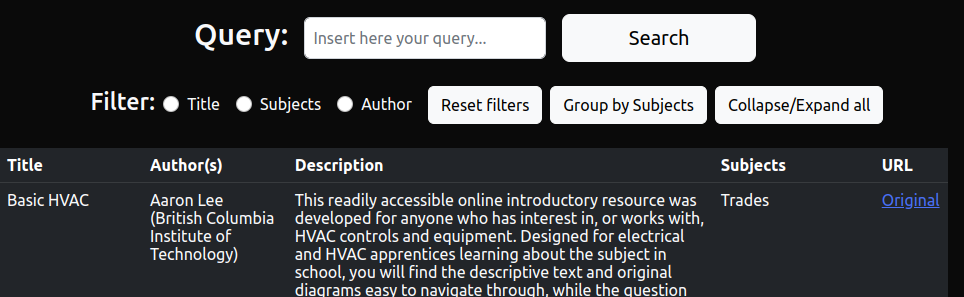 Query: Insert here your query... Search
Filter: Title Subjects Author Reset filters Group by Subjects Collapse/Expand all
Title Author(s) Description Subjects URL
Basic HVAC
Aaron Lee
(British Columbia
Institute of
Technology)
This readily accessible online introductory resource was
developed for anyone who has interest in, or works with,
HVAC controls and equipment. Designed for electrical
and HVAC apprentices learning about the subject in
school, you will find the descriptive text and original
diagrams easy to navigate through, while the question
Trades
Original